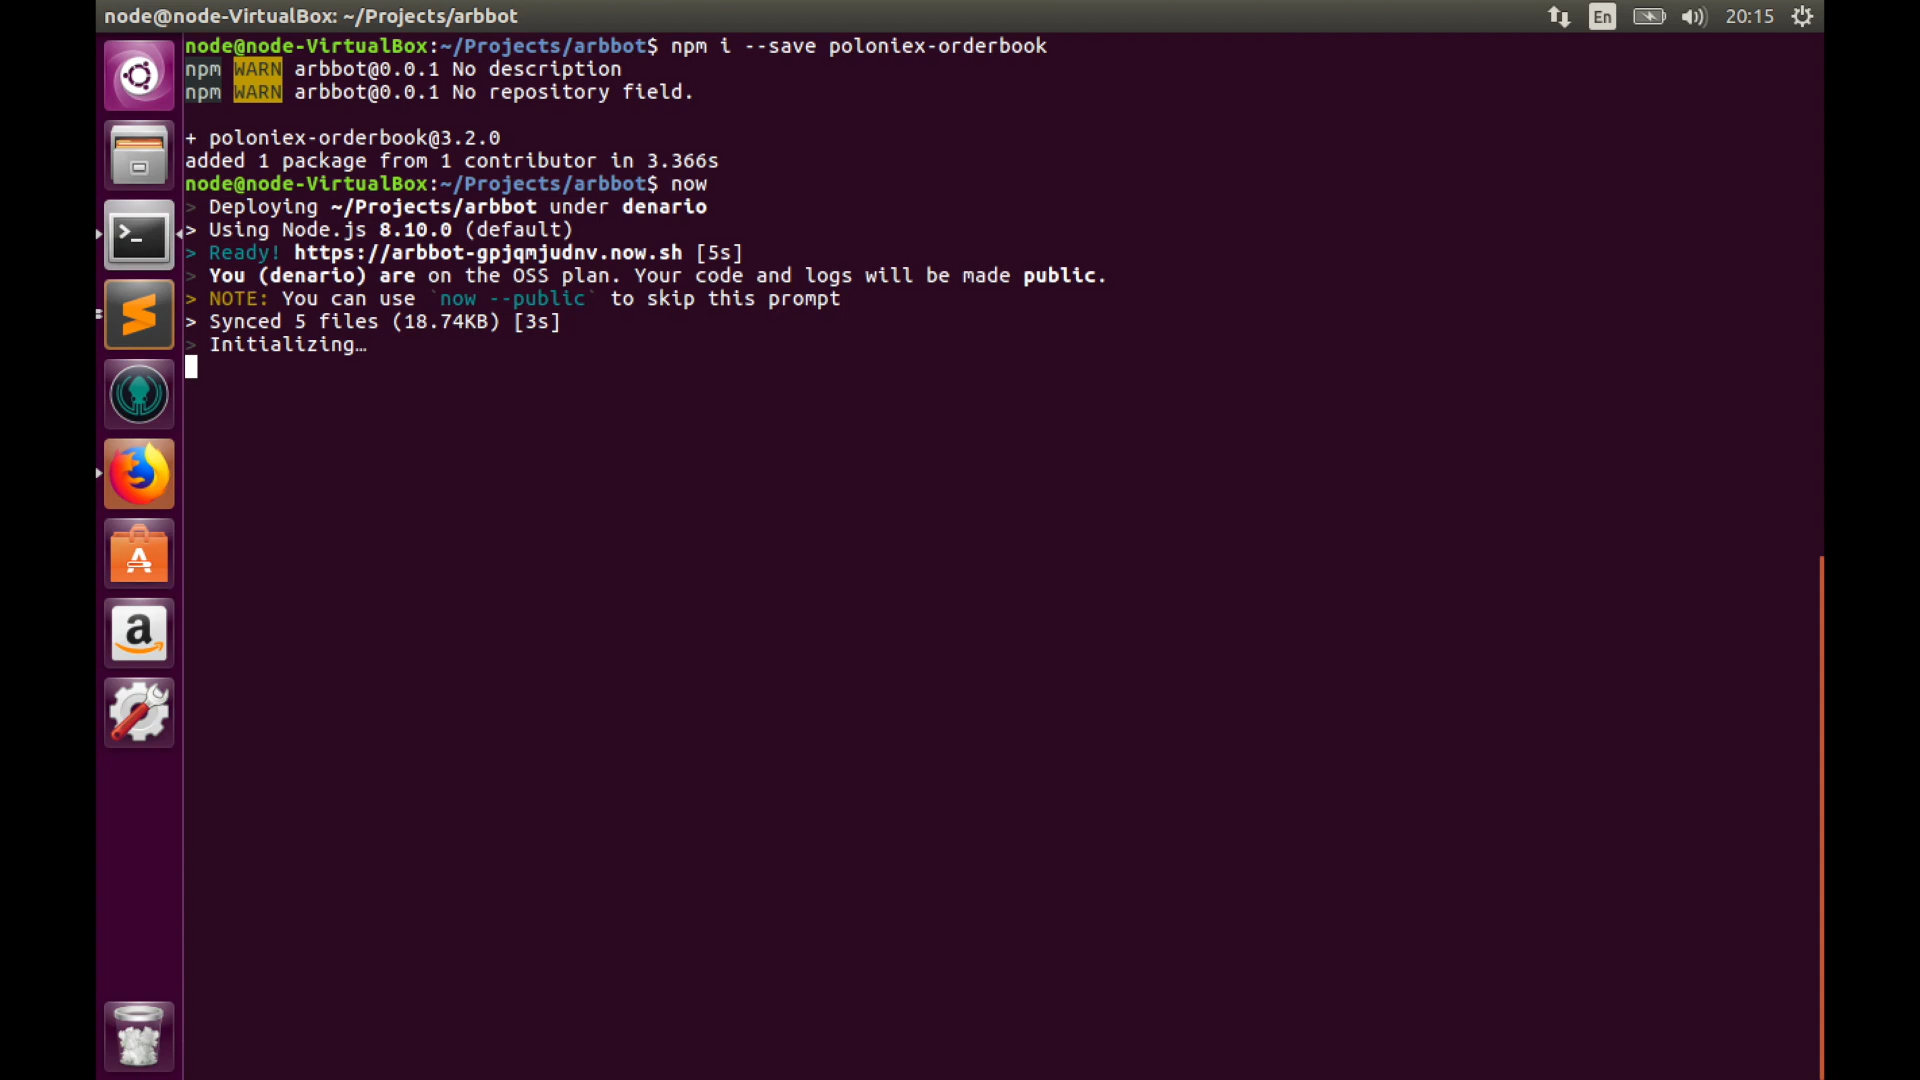 node@node-VirtualBox: ~/Projects/arbbot
En
20:15
node@node-VirtualBox:~/Projects/arbbot$ npm i --save poloniex-orderbook
npm WARN arbbot@0.0.1 No description
npm WARN arbbot@0.0.1 No repository field.
+ poloniex-orderbook@3.2.0
added 1 package from 1 contributor in 3.366s
node@node-VirtualBox:~/Projects/arbbot$ now
> Deploying ~/Projects/arbbot under denario
> Using Node.js 8.10.0 (default)
> Ready! https://arbbot-gpjqmjudnv.now.sh [5s]
> You (denario) are on the OSS plan. Your code and logs will be made public.
> NOTE: You can use `now --public` to skip this prompt
> Synced 5 files (18.74KB) [3s]
> Initializing…